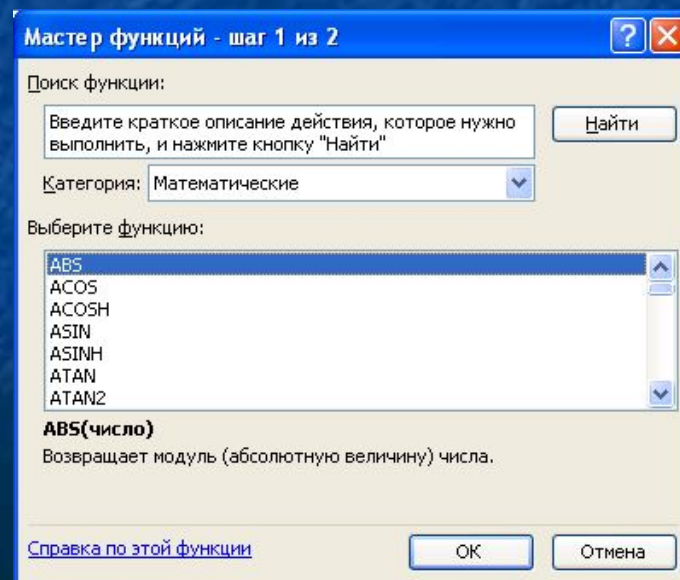 Мастер функций - шаг 1 из 2
Поиск функции:
Введите краткое описание действия, которое нужно
выполнить, и нажмите кнопку "Найти"
Найти
Категория: Математические
Выберите функцию:
ABS
ACOS
ACOSH
ASIN
ASINH
ATAN
ATAN2
ABS(число)
Возвращает модуль (абсолютную величину) числа.
Справка по этой функции
ОК
Отмена